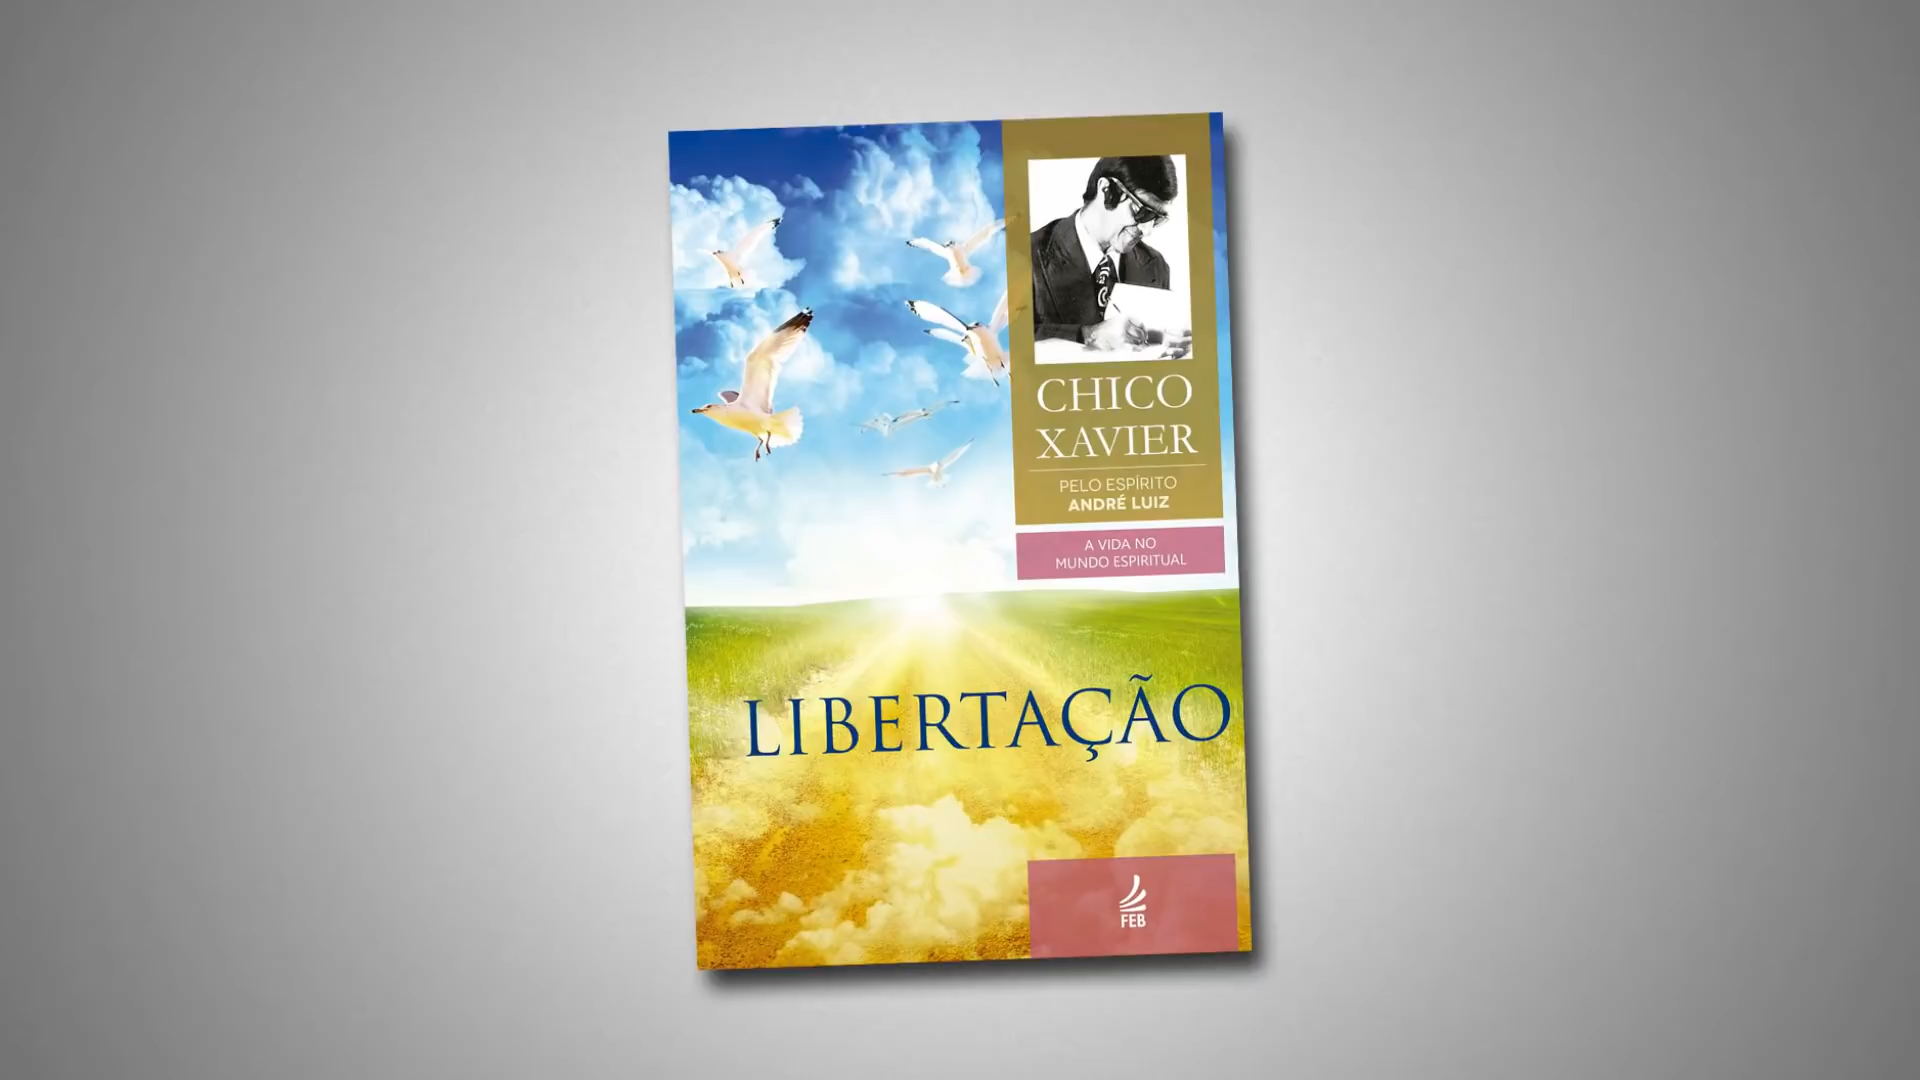 CHICO
XAVIER
PELO ESPÍRITO
ANDRÉ LUIZ
A VIDA NO
MUNDO ESPIRITUAL
LIBERTAÇÃO
FEB